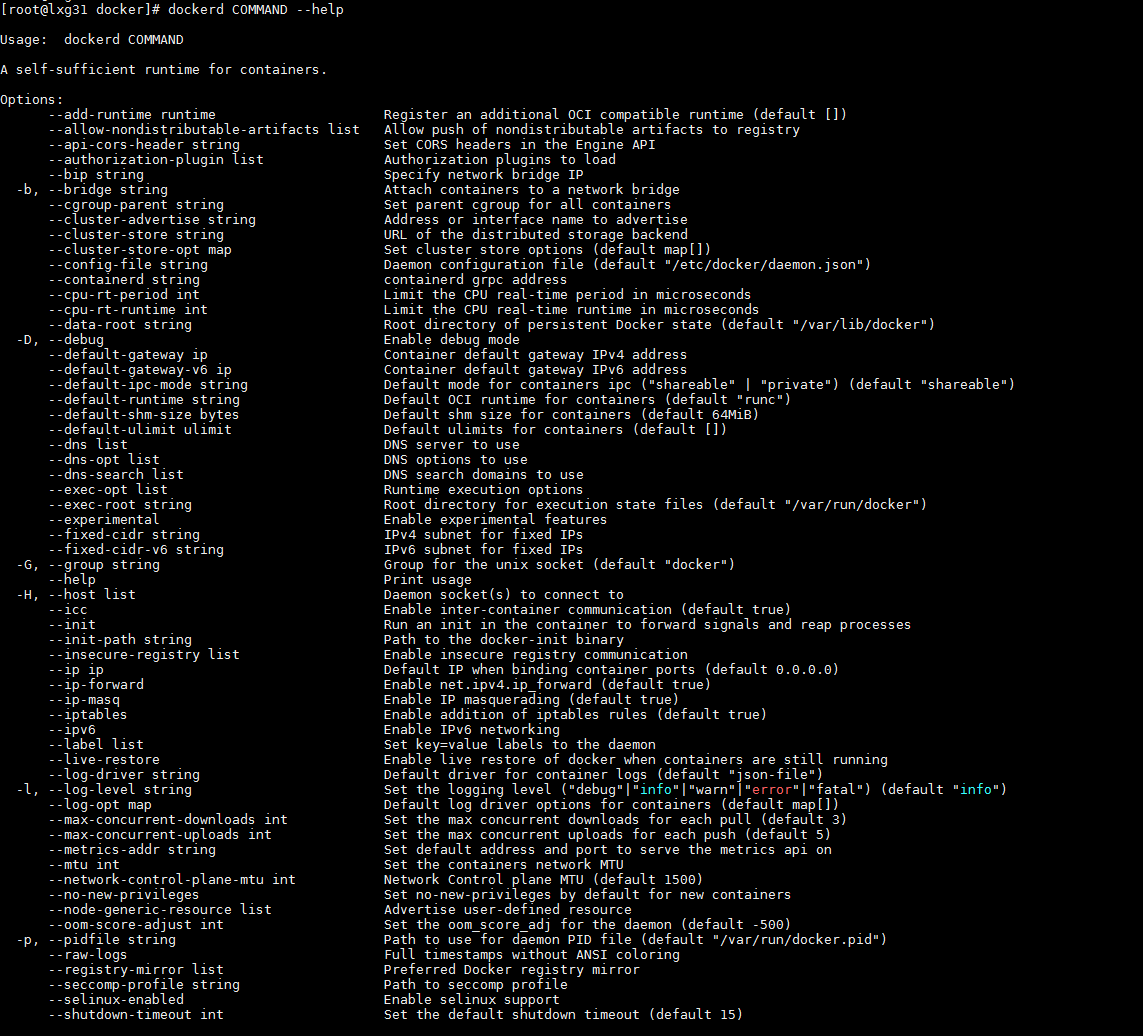 [root@lxg31 docker]# dockerd COMMAND --help
Usage:  dockerd COMMAND
A self-sufficient runtime for containers.
Options:
      --add-runtime runtime                     Register an additional OCI compatible runtime (default [])
      --allow-nondistributable-artifacts list   Allow push of nondistributable artifacts to registry
      --api-cors-header string                  Set CORS headers in the Engine API
      --authorization-plugin list               Authorization plugins to load
      --bip string                              Specify network bridge IP
  -b, --bridge string                           Attach containers to a network bridge
      --cgroup-parent string                    Set parent cgroup for all containers
      --cluster-advertise string                Address or interface name to advertise
      --cluster-store string                    URL of the distributed storage backend
      --cluster-store-opt map                   Set cluster store options (default map[])
      --config-file string                      Daemon configuration file (default "/etc/docker/daemon.json")
      --containerd string                       containerd grpc address
      --cpu-rt-period int                       Limit the CPU real-time period in microseconds
      --cpu-rt-runtime int                      Limit the CPU real-time runtime in microseconds
      --data-root string                        Root directory of persistent Docker state (default "/var/lib/docker")
  -D, --debug                                   Enable debug mode
      --default-gateway ip                      Container default gateway IPv4 address
      --default-gateway-v6 ip                   Container default gateway IPv6 address
      --default-ipc-mode string                 Default mode for containers ipc ("shareable" | "private") (default "shareable")
      --default-runtime string                  Default OCI runtime for containers (default "runc")
      --default-shm-size bytes                  Default shm size for containers (default 64MiB)
      --default-ulimit ulimit                   Default ulimits for containers (default [])
      --dns list                                DNS server to use
      --dns-opt list                            DNS options to use
      --dns-search list                         DNS search domains to use
      --exec-opt list                           Runtime execution options
      --exec-root string                        Root directory for execution state files (default "/var/run/docker")
      --experimental                            Enable experimental features
      --fixed-cidr string                       IPv4 subnet for fixed IPs
      --fixed-cidr-v6 string                    IPv6 subnet for fixed IPs
  -G, --group string                            Group for the unix socket (default "docker")
      --help                                    Print usage
  -H, --host list                               Daemon socket(s) to connect to
      --icc                                     Enable inter-container communication (default true)
      --init                                    Run an init in the container to forward signals and reap processes
      --init-path string                        Path to the docker-init binary
      --insecure-registry list                  Enable insecure registry communication
      --ip ip                                   Default IP when binding container ports (default 0.0.0.0)
      --ip-forward                              Enable net.ipv4.ip_forward (default true)
      --ip-masq                                 Enable IP masquerading (default true)
      --iptables                                Enable addition of iptables rules (default true)
      --ipv6                                    Enable IPv6 networking
      --label list                              Set key=value labels to the daemon
      --live-restore                            Enable live restore of docker when containers are still running
      --log-driver string                       Default driver for container logs (default "json-file")
  -l, --log-level string                        Set the logging level ("debug"|"info"|"warn"|"error"|"fatal") (default "info")
      --log-opt map                             Default log driver options for containers (default map[])
      --max-concurrent-downloads int            Set the max concurrent downloads for each pull (default 3)
      --max-concurrent-uploads int              Set the max concurrent uploads for each push (default 5)
      --metrics-addr string                     Set default address and port to serve the metrics api on
      --mtu int                                 Set the containers network MTU
      --network-control-plane-mtu int           Network Control plane MTU (default 1500)
      --no-new-privileges                       Set no-new-privileges by default for new containers
      --node-generic-resource list              Advertise user-defined resource
      --oom-score-adjust int                    Set the oom_score_adj for the daemon (default -500)
  -p, --pidfile string                          Path to use for daemon PID file (default "/var/run/docker.pid")
      --raw-logs                                Full timestamps without ANSI coloring
      --registry-mirror list                    Preferred Docker registry mirror
      --seccomp-profile string                  Path to seccomp profile
      --selinux-enabled                         Enable selinux support
      --shutdown-timeout int                    Set the default shutdown timeout (default 15)